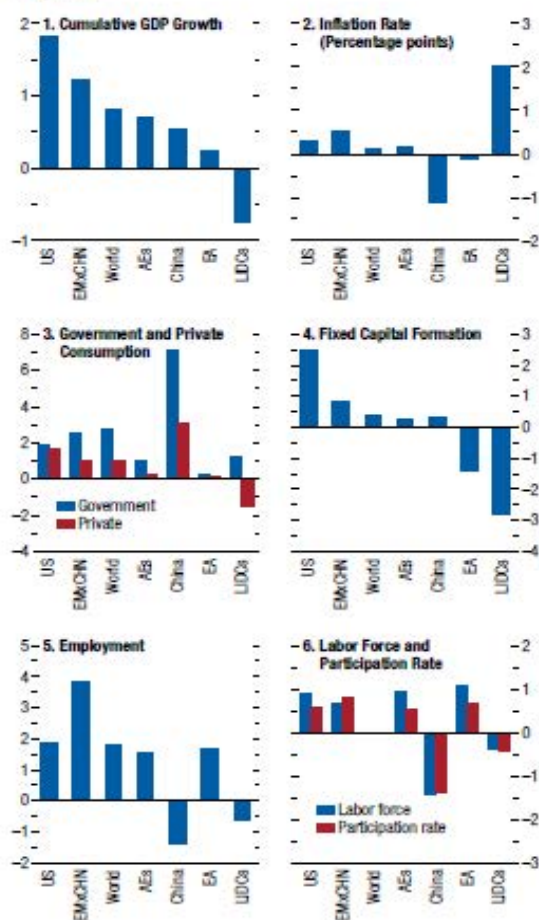 1. Cumulative GDP Growth
2
1
0
−1
US
EMxCHN
World
AEs
China
EA
LIDCs
2. Inflation Rate
(Percentage points)
3
2
1
0
−1
−2
US
EMxCHN
World
AEs
China
EA
LIDCs
3. Government and Private
Consumption
8
6
4
2
0
−2
−4
Government
Private
US
EMxCHN
World
AEs
China
EA
LIDCs
4. Fixed Capital Formation
3
2
1
0
−1
−2
−3
−4
US
EMxCHN
World
AEs
China
EA
LIDCs
5. Employment
5
4
3
2
1
0
−1
−2
US
EMxCHN
World
AEs
China
EA
LIDCs
6. Labor Force and
Participation Rate
2
1
0
−1
−2
−3
Labor force
Participation rate
US
EMxCHN
World
AEs
China
EA
LIDCs